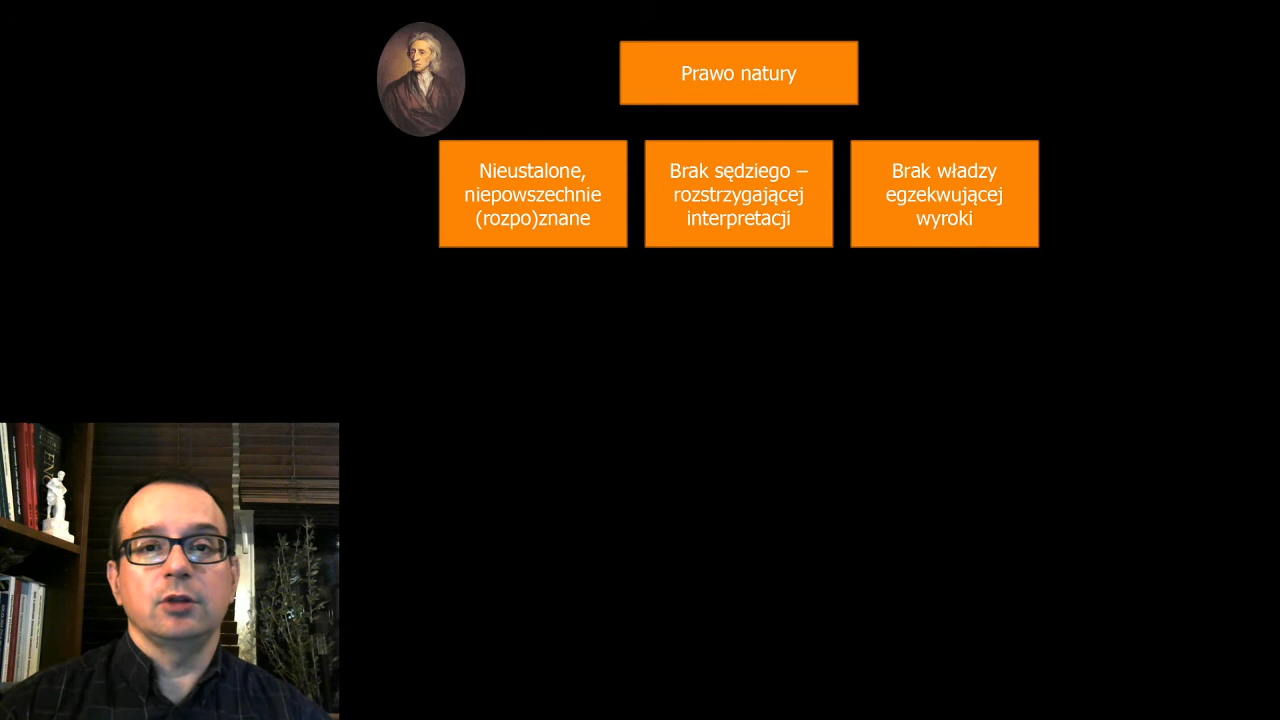 Prawo natury
Nieustalone,
niepowszechnie
(rozpo)znane
Brak sędziego –
rozstrzygającej
interpretacji
Brak władzy
egzekwującej
wyroki